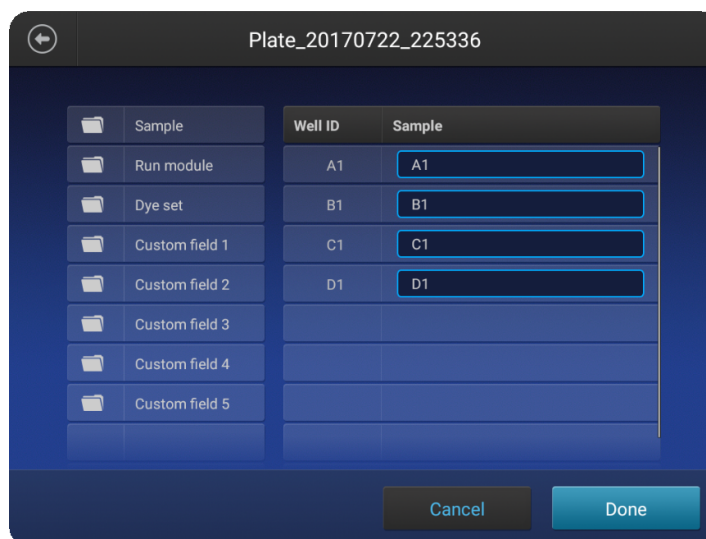 Plate_20170722_225336
Sample
Run module
Dye set
Custom field 1
Custom field 2
Custom field 3
Custom field 4
Custom field 5
Well ID Sample
A1 A1
B1 B1
C1 C1
D1 D1
Cancel Done